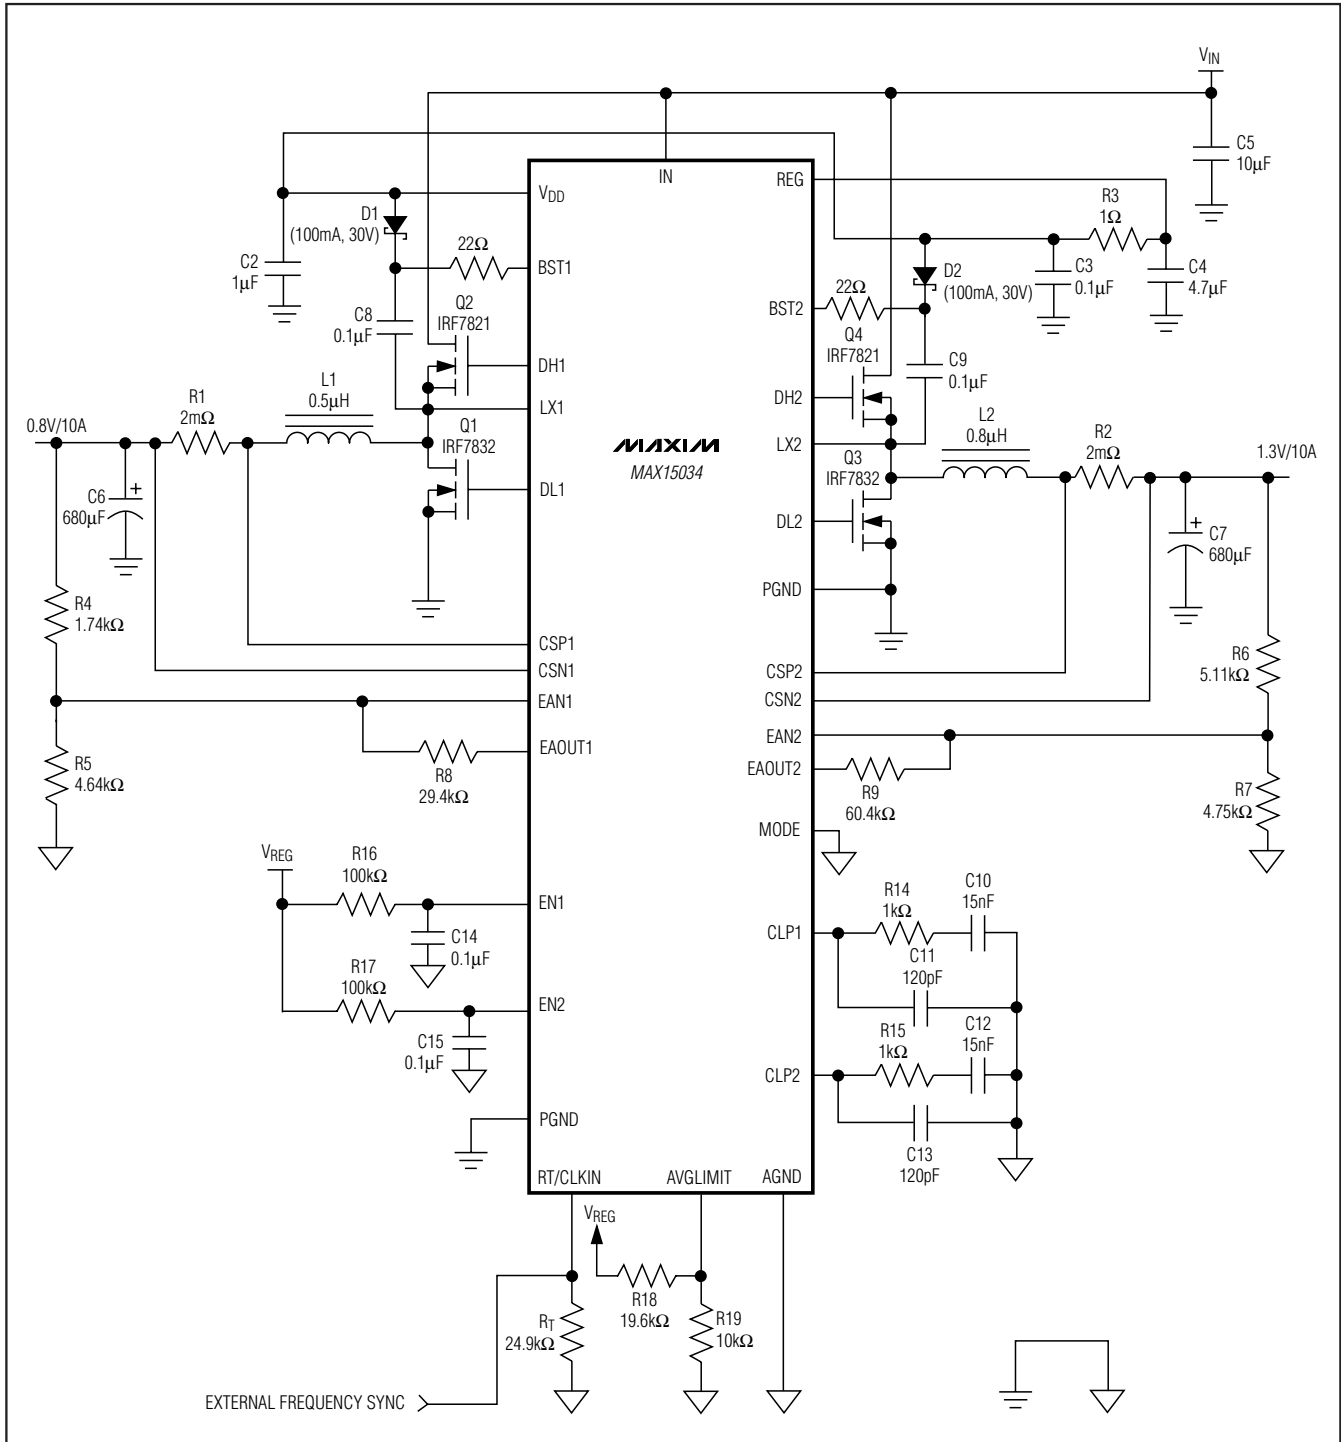 V_IN
C5
10µF
IN
REG
R3
1Ω
V_DD
D1
(100mA, 30V)
22Ω
C2
1µF
BST1
D2
(100mA, 30V)
C3
0.1µF
C4
4.7µF
22Ω
BST2
Q2
IRF7821
C8
0.1µF
Q4
IRF7821
DH1
C9
0.1µF
L1
0.5µH
R1
2mΩ
DH2
LX1
0.8V/10A
Q1
IRF7832
MAXIM
MAX15034
LX2
L2
0.8µH
R2
2mΩ
1.3V/10A
Q3
IRF7832
DL1
C6
680µF
DL2
C7
680µF
PGND
R4
1.74kΩ
CSP1
CSN1
CSP2
R6
5.11kΩ
EAN1
CSN2
EAN2
EAOUT1
R5
4.64kΩ
R8
29.4kΩ
EAOUT2
R9
60.4kΩ
R7
4.75kΩ
MODE
V_REG
R16
100kΩ
EN1
C14
0.1µF
R14
1kΩ
C10
15nF
CLP1
C11
120pF
R17
100kΩ
EN2
C15
0.1µF
R15
1kΩ
C12
15nF
CLP2
PGND
C13
120pF
RT/CLKIN
AVGLIMIT
AGND
V_REG
R18
19.6kΩ
R19
10kΩ
R_T
24.9kΩ
EXTERNAL FREQUENCY SYNC